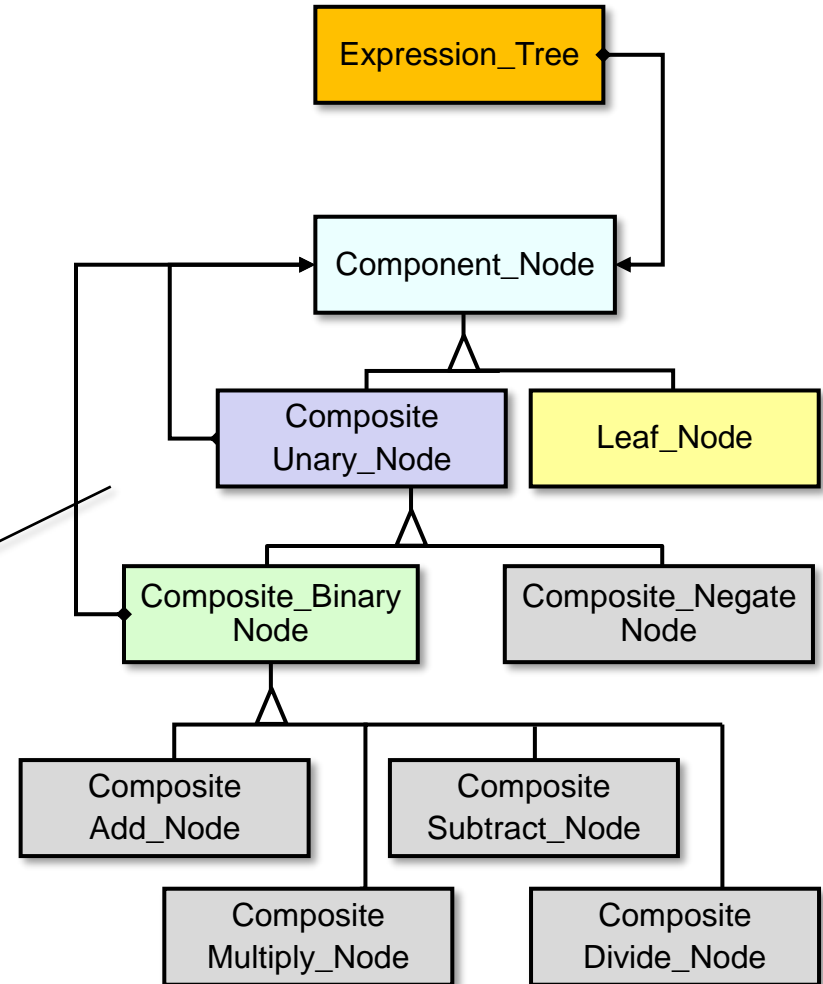 Expression_Tree
Component_Node
Composite
Unary_Node
Leaf_Node
Composite_Binary
Node
Composite_Negate
Node
Composite
Add_Node
Composite
Subtract_Node
Composite
Multiply_Node
Composite
Divide_Node